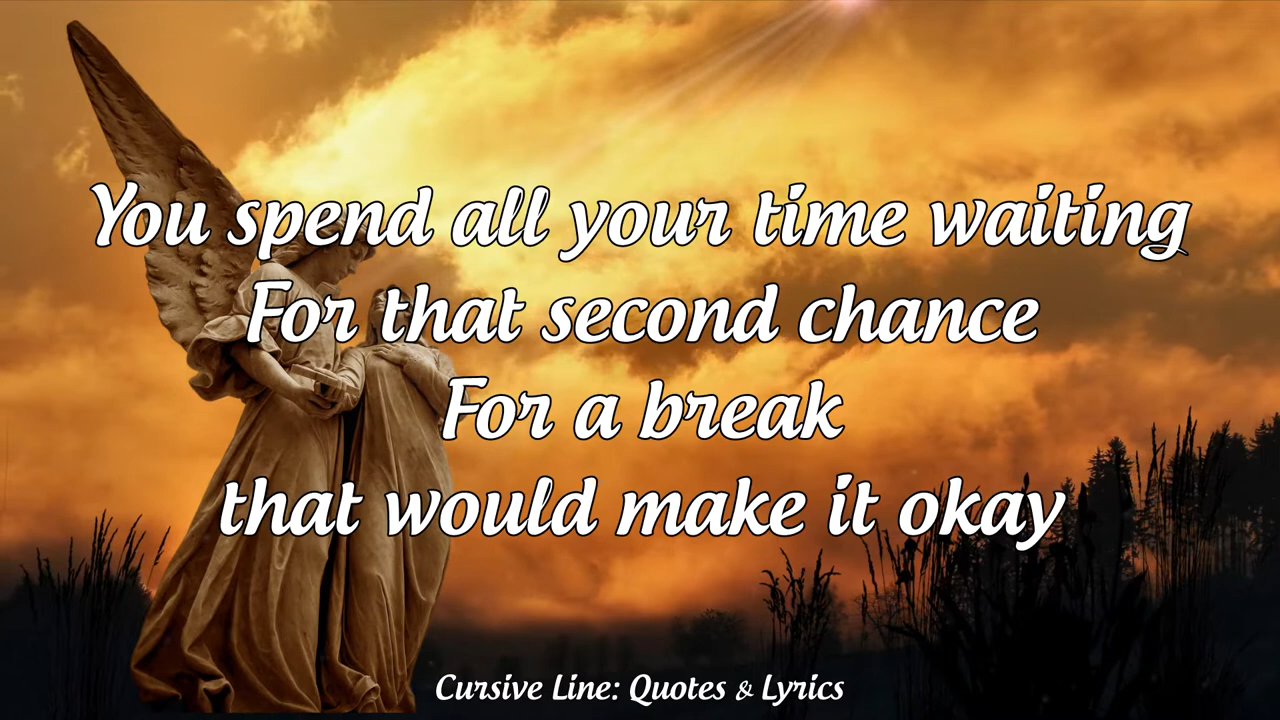 You spend all your time waiting
For that second chance
For a break
that would make it okay
Cursive Line: Quotes & Lyrics